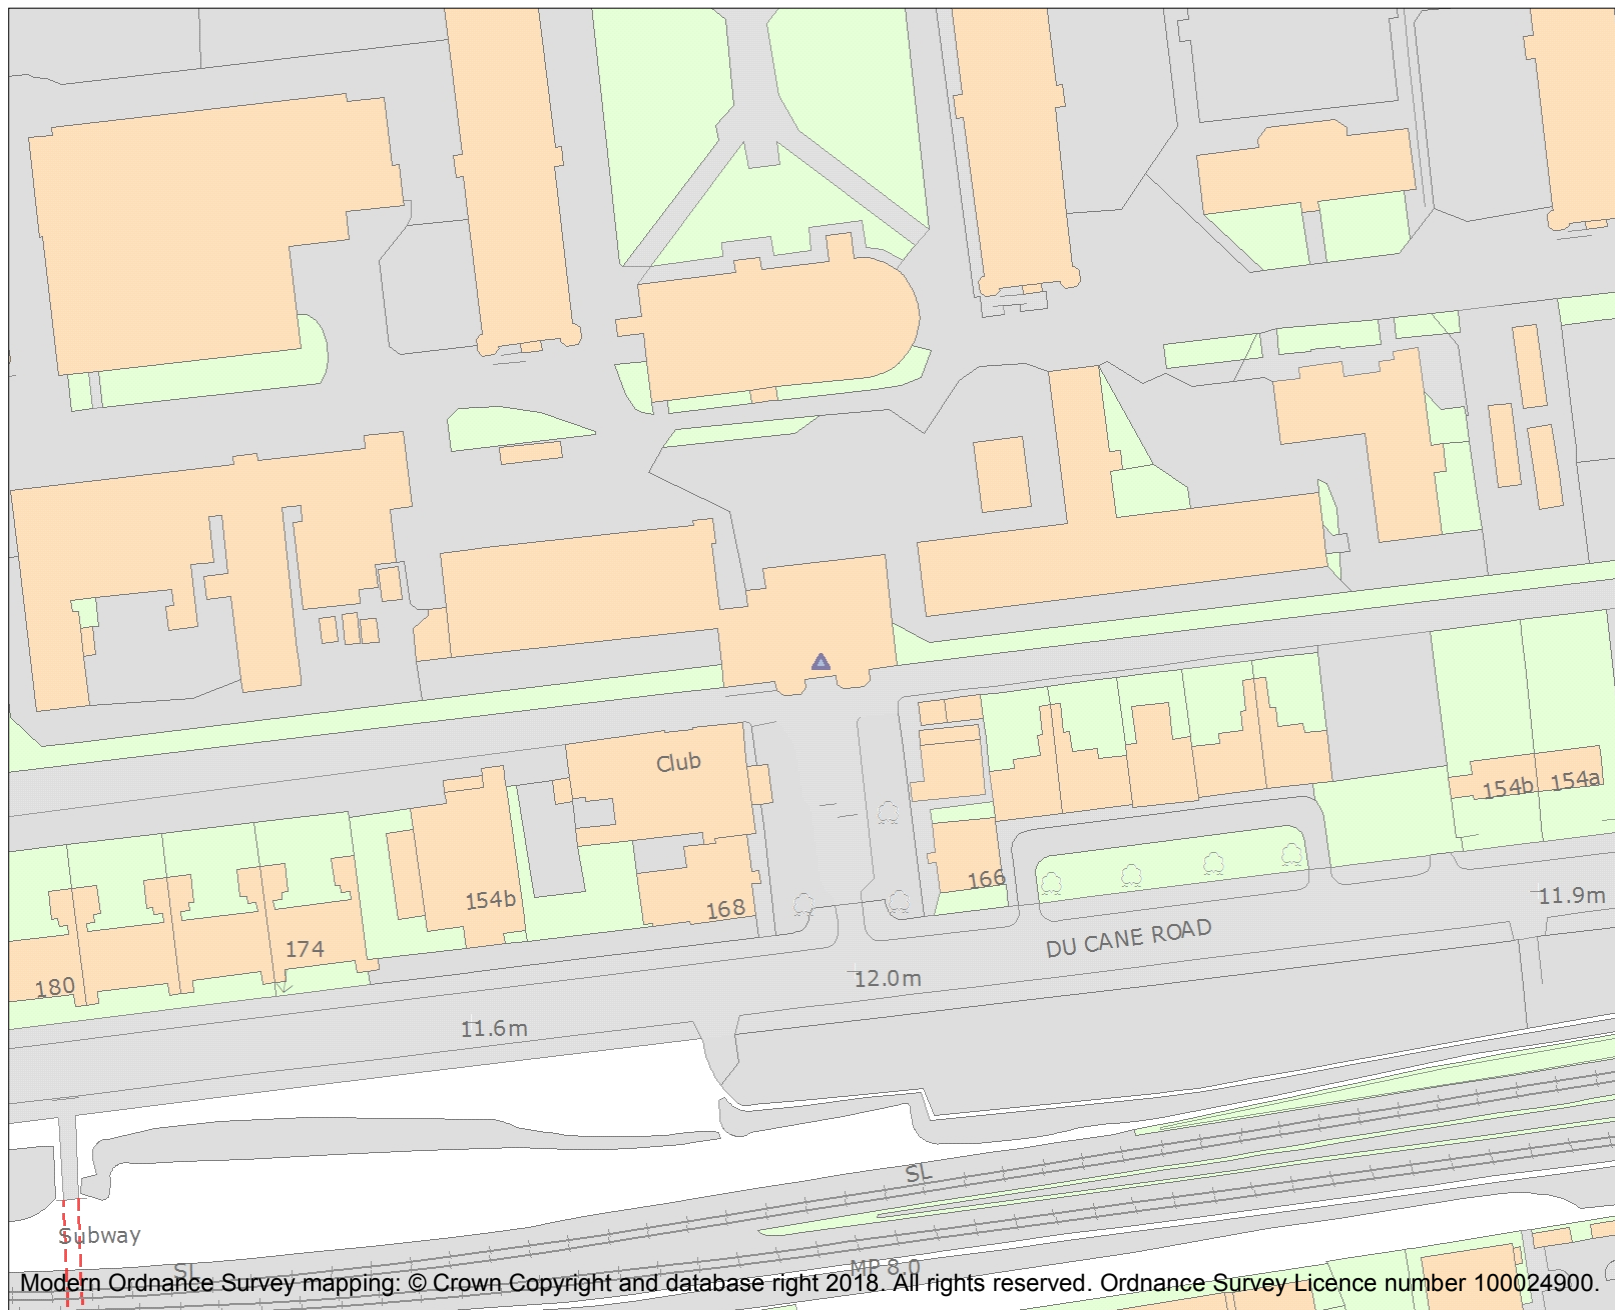 Club
154b
154a
154b
166
168
11.9m
DU CANE ROAD
174
12.0m
180
11.6m
SL
Subway
SL
MP 8.0
Modern Ordnance Survey mapping: © Crown Copyright and database right 2018. All rights reserved. Ordnance Survey Licence number 100024900.